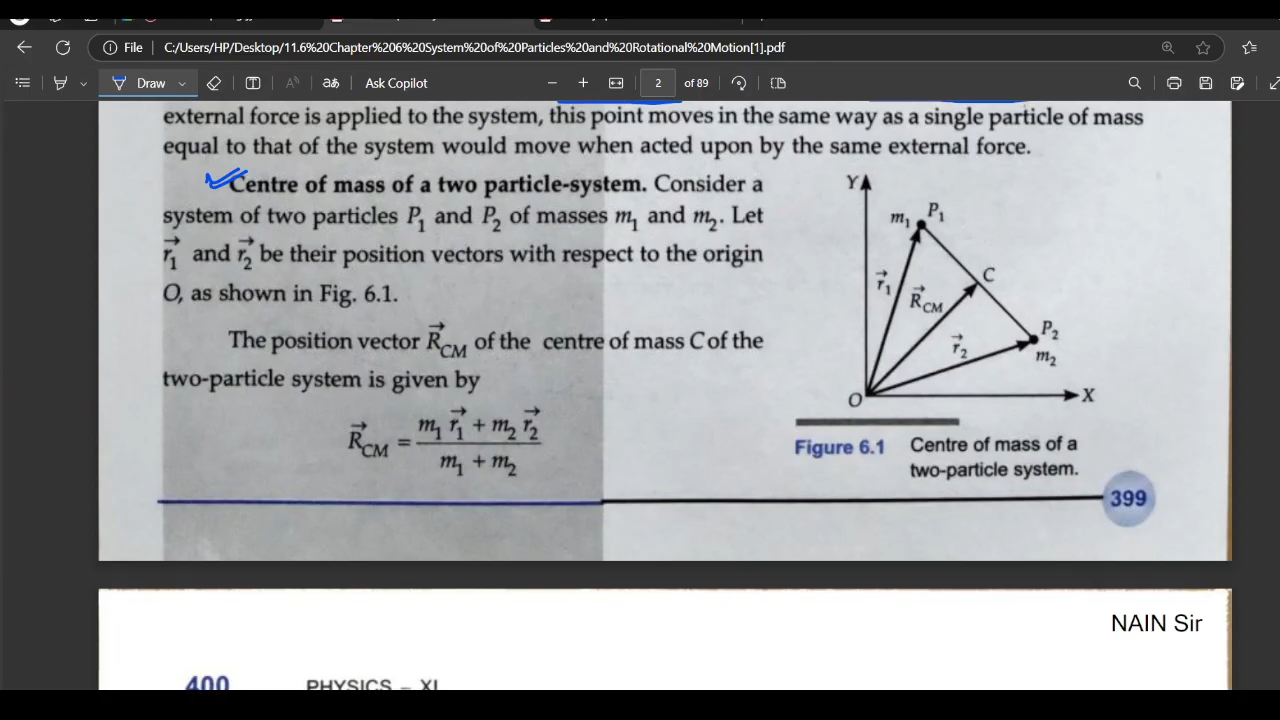 File C:/Users/HP/Desktop/11.6%20Chapter%206%20System%20of%20Particles%20and%20Rotational%20Motion[1].pdf
Draw
Ask Copilot
2 of 89
external force is applied to the system, this point moves in the same way as a single particle of mass
equal to that of the system would move when acted upon by the same external force.
Centre of mass of a two particle-system. Consider a
system of two particles P₁ and P₂ of masses m₁ and m₂. Let
r⃗₁ and r⃗₂ be their position vectors with respect to the origin
O, as shown in Fig. 6.1.
The position vector R⃗_CM of the centre of mass C of the
two-particle system is given by
R⃗_CM = (m₁ r⃗₁ + m₂ r⃗₂) / (m₁ + m₂)
Y
m₁ P₁
C
r⃗₁
R⃗_CM
P₂
r⃗₂
m₂
O
X
Figure 6.1 Centre of mass of a
two-particle system.
399
NAIN Sir
400 PHYSICS – XI